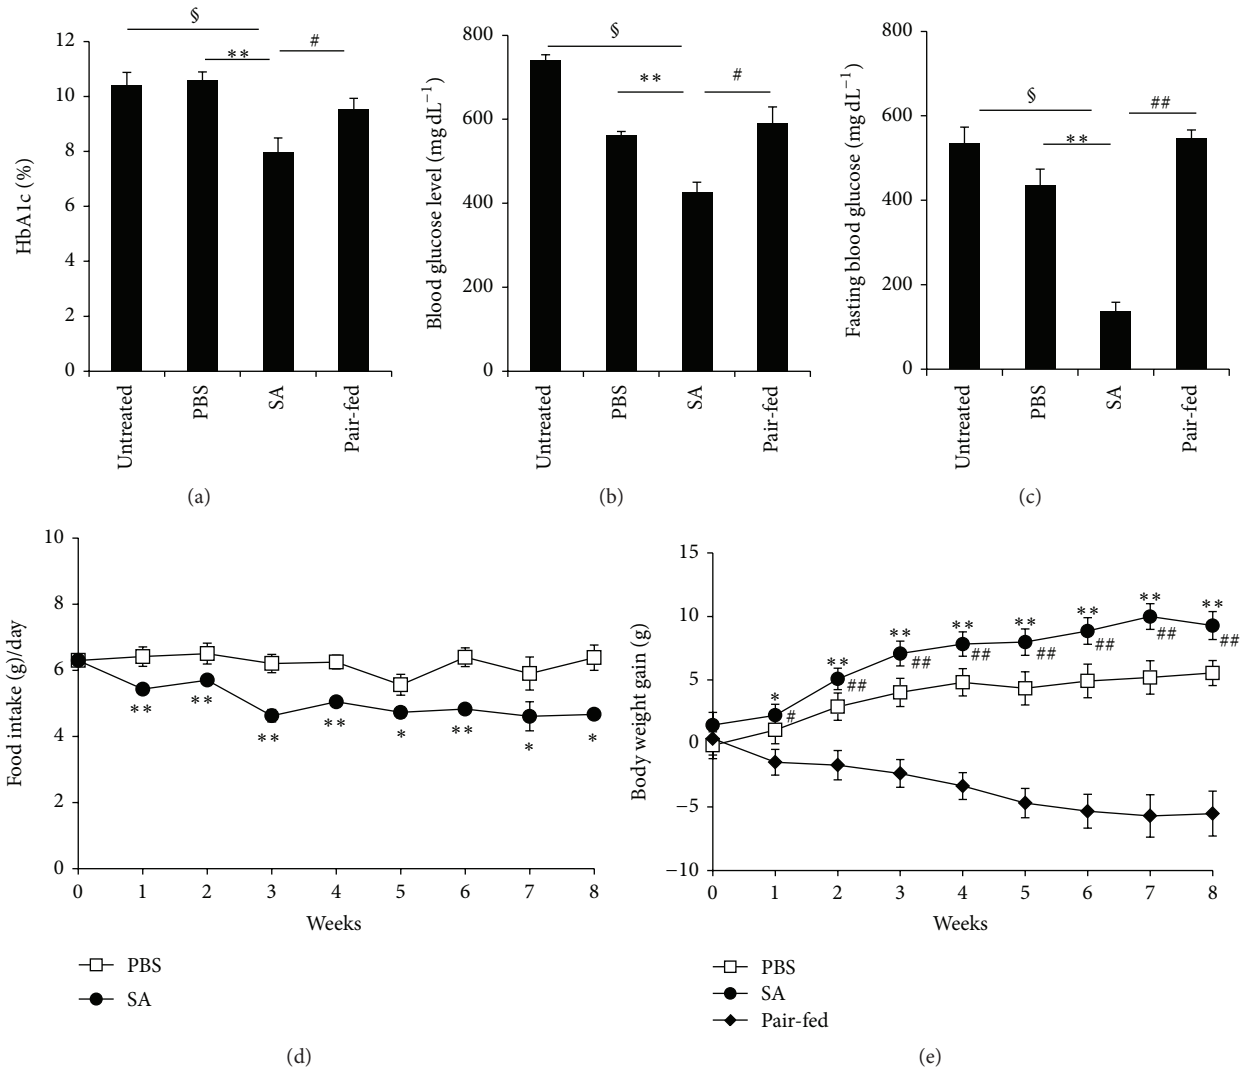 §
**
#
HbA1c (%)
12
10
8
6
4
2
0
Untreated
PBS
SA
Pair-fed
(a)
§
**
#
Blood glucose level (mg dL−1)
800
600
400
200
0
Untreated
PBS
SA
Pair-fed
(b)
§
**
##
Fasting blood glucose (mg dL−1)
800
600
400
200
0
Untreated
PBS
SA
Pair-fed
(c)
Food intake (g)/day
10
8
6
4
2
0
** ** ** ** * ** * *
0 1 2 3 4 5 6 7 8
Weeks
PBS
SA
(d)
Body weight gain (g)
15
10
5
0
−5
−10
* ** ** ** ** ** ** **
# ## ## ## ## ## ## ##
0 1 2 3 4 5 6 7 8
Weeks
PBS
SA
Pair-fed
(e)